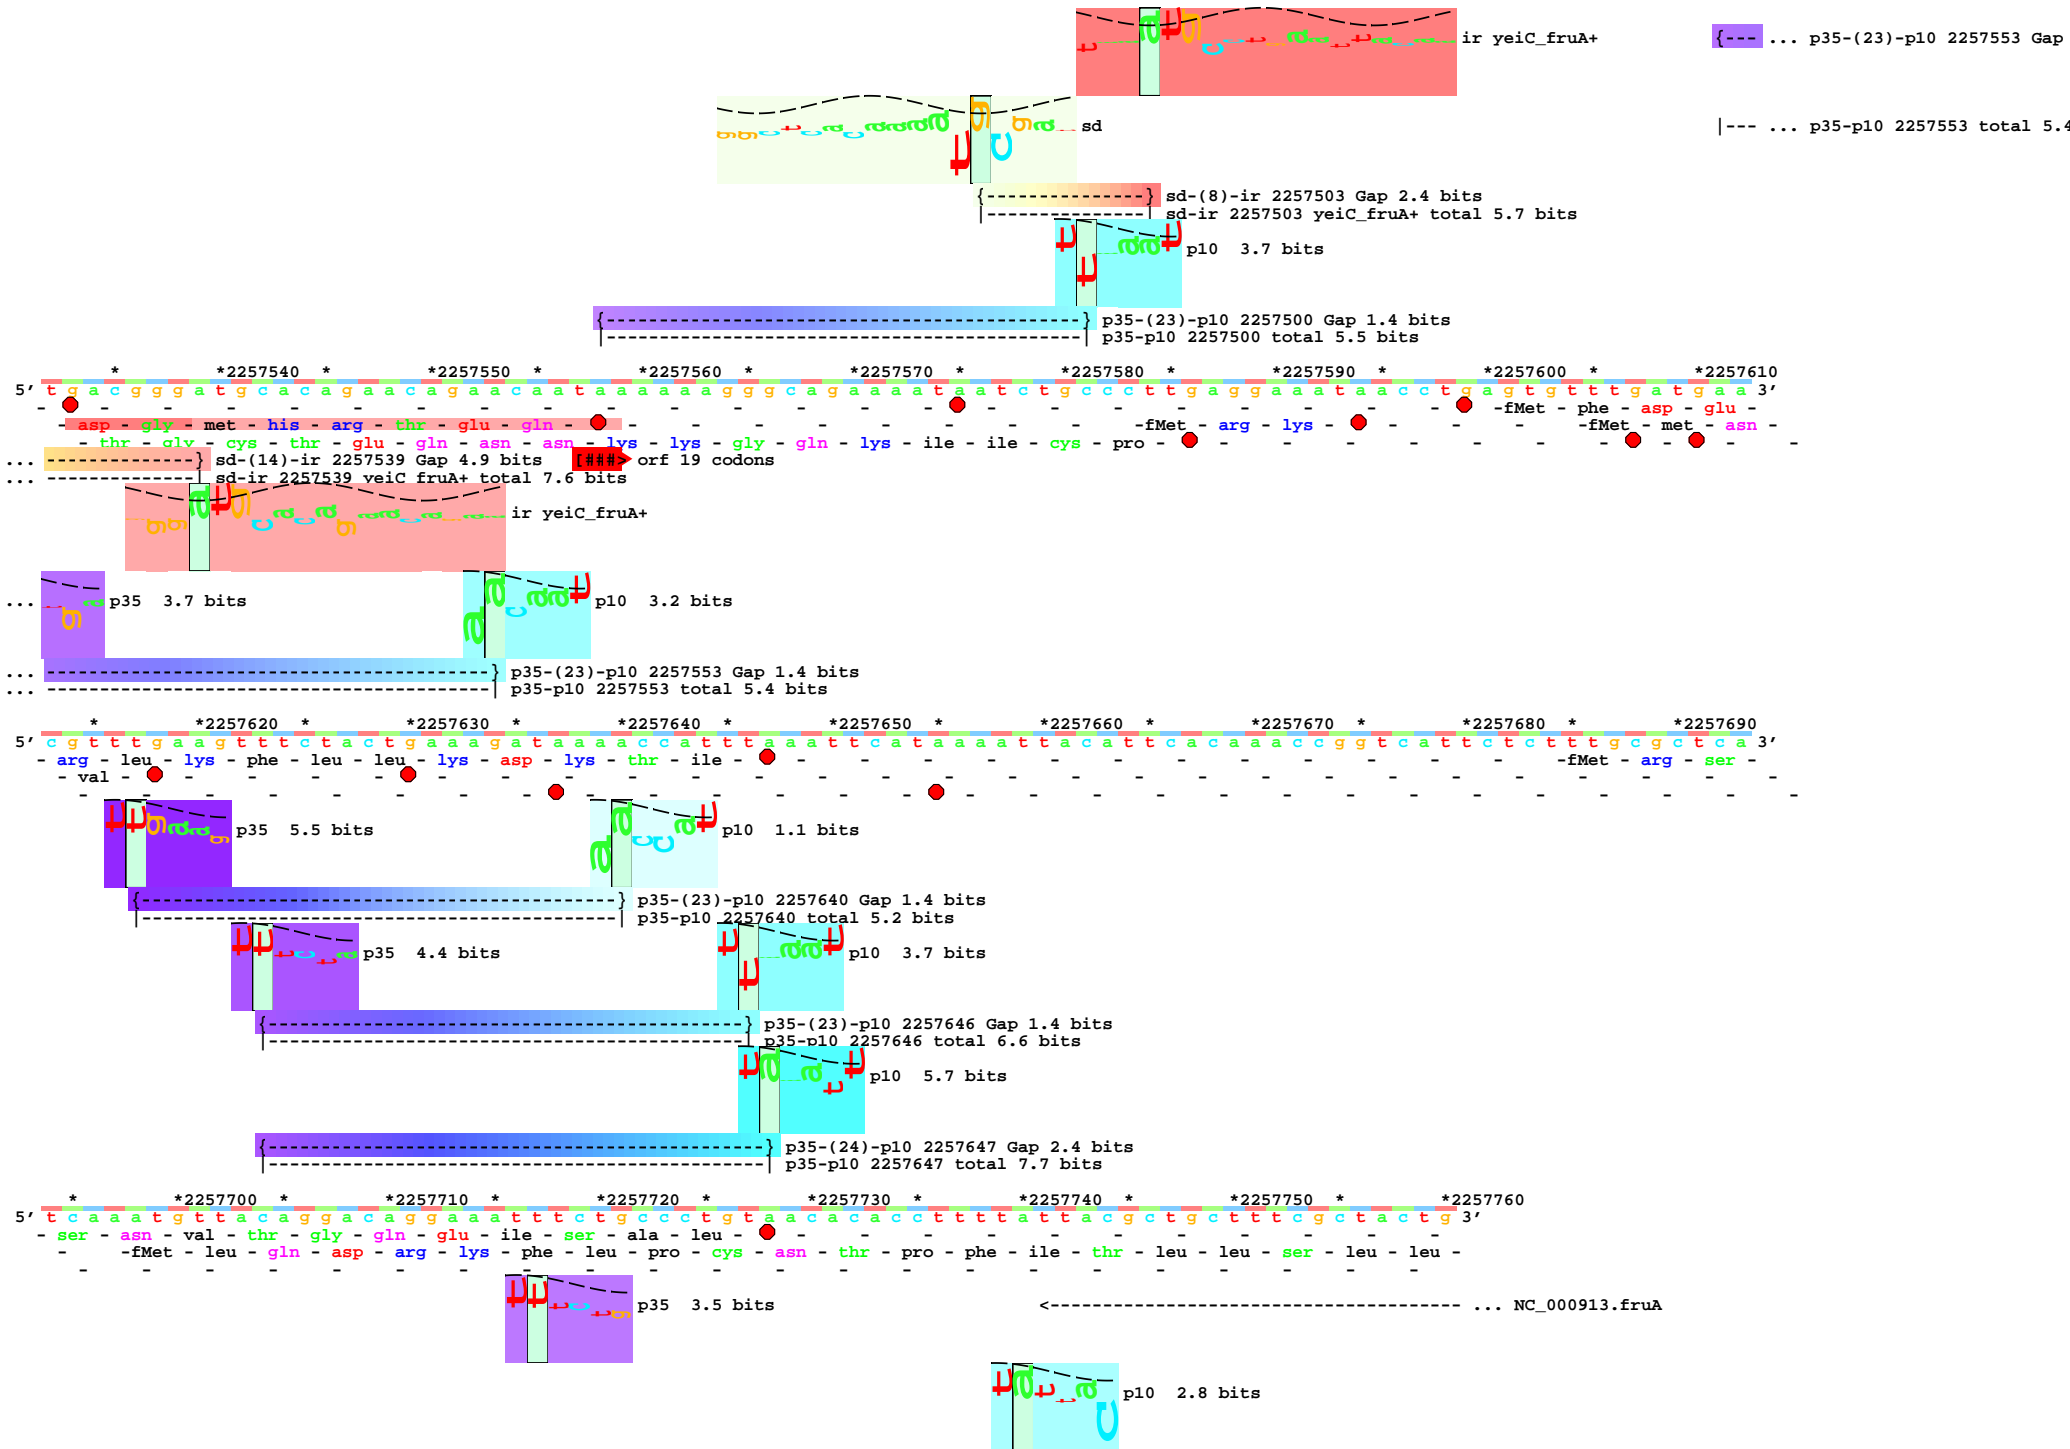 ir yeiC_fruA+
{--- ... p35-(23)-p10 2257553 Gap
sd
|--- ... p35-p10 2257553 total 5.4
{---------------} sd-(8)-ir 2257503 Gap 2.4 bits
|---------------| sd-ir 2257503 yeiC_fruA+ total 5.7 bits
p10 3.7 bits
{---------------------------------------------} p35-(23)-p10 2257500 Gap 1.4 bits
|---------------------------------------------| p35-p10 2257500 total 5.5 bits
* *2257540 * *2257550 * *2257560 * *2257570 * *2257580 * *2257590 * *2257600 * *2257610
5' t g a c g g g a t g c a c a g a a c a g a a c a a t a a a a a a g g g c a g a a a a t a a t c t g c c c t t g a g g a a a t a a c c t g a g t g t t t g a t g a a 3'
-fMet - phe - asp - glu -
- asp - gly - met - his - arg - thr - glu - gln - -fMet - arg - lys - -fMet - met - asn -
- thr - gly - cys - thr - glu - gln - asn - asn - lys - lys - gly - gln - lys - ile - ile - cys - pro -
... --------------} sd-(14)-ir 2257539 Gap 4.9 bits [###> orf 19 codons
... --------------| sd-ir 2257539 yeiC_fruA+ total 7.6 bits
ir yeiC_fruA+
... p35 3.7 bits p10 3.2 bits
... ------------------------------------------} p35-(23)-p10 2257553 Gap 1.4 bits
... ------------------------------------------| p35-p10 2257553 total 5.4 bits
* *2257620 * *2257630 * *2257640 * *2257650 * *2257660 * *2257670 * *2257680 * *2257690
5' c g t t t g a a g t t t c t a c t g a a a g a t a a a a c c a t t t a a a t t c a t a a a a t t a c a t t c a c a a a c c g g t c a t t c t c t t t g c g c t c a 3'
- arg - leu - lys - phe - leu - leu - lys - asp - lys - thr - ile - -fMet - arg - ser -
- val -
p35 5.5 bits p10 1.1 bits
{---------------------------------------------} p35-(23)-p10 2257640 Gap 1.4 bits
|---------------------------------------------| p35-p10 2257640 total 5.2 bits
p35 4.4 bits p10 3.7 bits
{---------------------------------------------} p35-(23)-p10 2257646 Gap 1.4 bits
|---------------------------------------------| p35-p10 2257646 total 6.6 bits
p10 5.7 bits
{-----------------------------------------------} p35-(24)-p10 2257647 Gap 2.4 bits
|-----------------------------------------------| p35-p10 2257647 total 7.7 bits
* *2257700 * *2257710 * *2257720 * *2257730 * *2257740 * *2257750 * *2257760
5' t c a a a t g t t a c a g g a c a g g a a a t t t c t g c c c t g t a a c a c a c c t t t t a t t a c g c t g c t t t c g c t a c t g 3'
- ser - asn - val - thr - gly - gln - glu - ile - ser - ala - leu -
- -fMet - leu - gln - asp - arg - lys - phe - leu - pro - cys - asn - thr - pro - phe - ile - thr - leu - leu - ser - leu - leu -
p35 3.5 bits <--------------------------------------- ... NC_000913.fruA
p10 2.8 bits